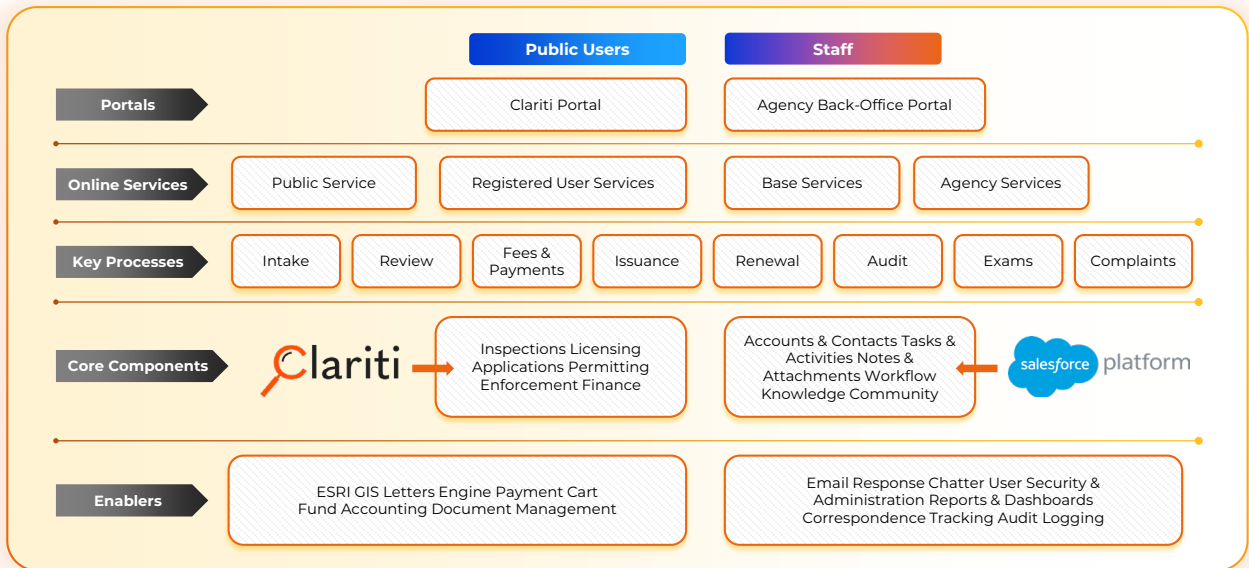 Public Users
Staff
Portals
Clariti Portal
Agency Back-Office Portal
Online Services
Public Service
Registered User Services
Base Services
Agency Services
Key Processes
Intake
Review
Fees &
Payments
Issuance
Renewal
Audit
Exams
Complaints
Core Components
Clariti
Inspections Licensing
Applications Permitting
Enforcement Finance
Accounts & Contacts Tasks &
Activities Notes &
Attachments Workflow
Knowledge Community
salesforce platform
Enablers
ESRI GIS Letters Engine Payment Cart
Fund Accounting Document Management
Email Response Chatter User Security &
Administration Reports & Dashboards
Correspondence Tracking Audit Logging